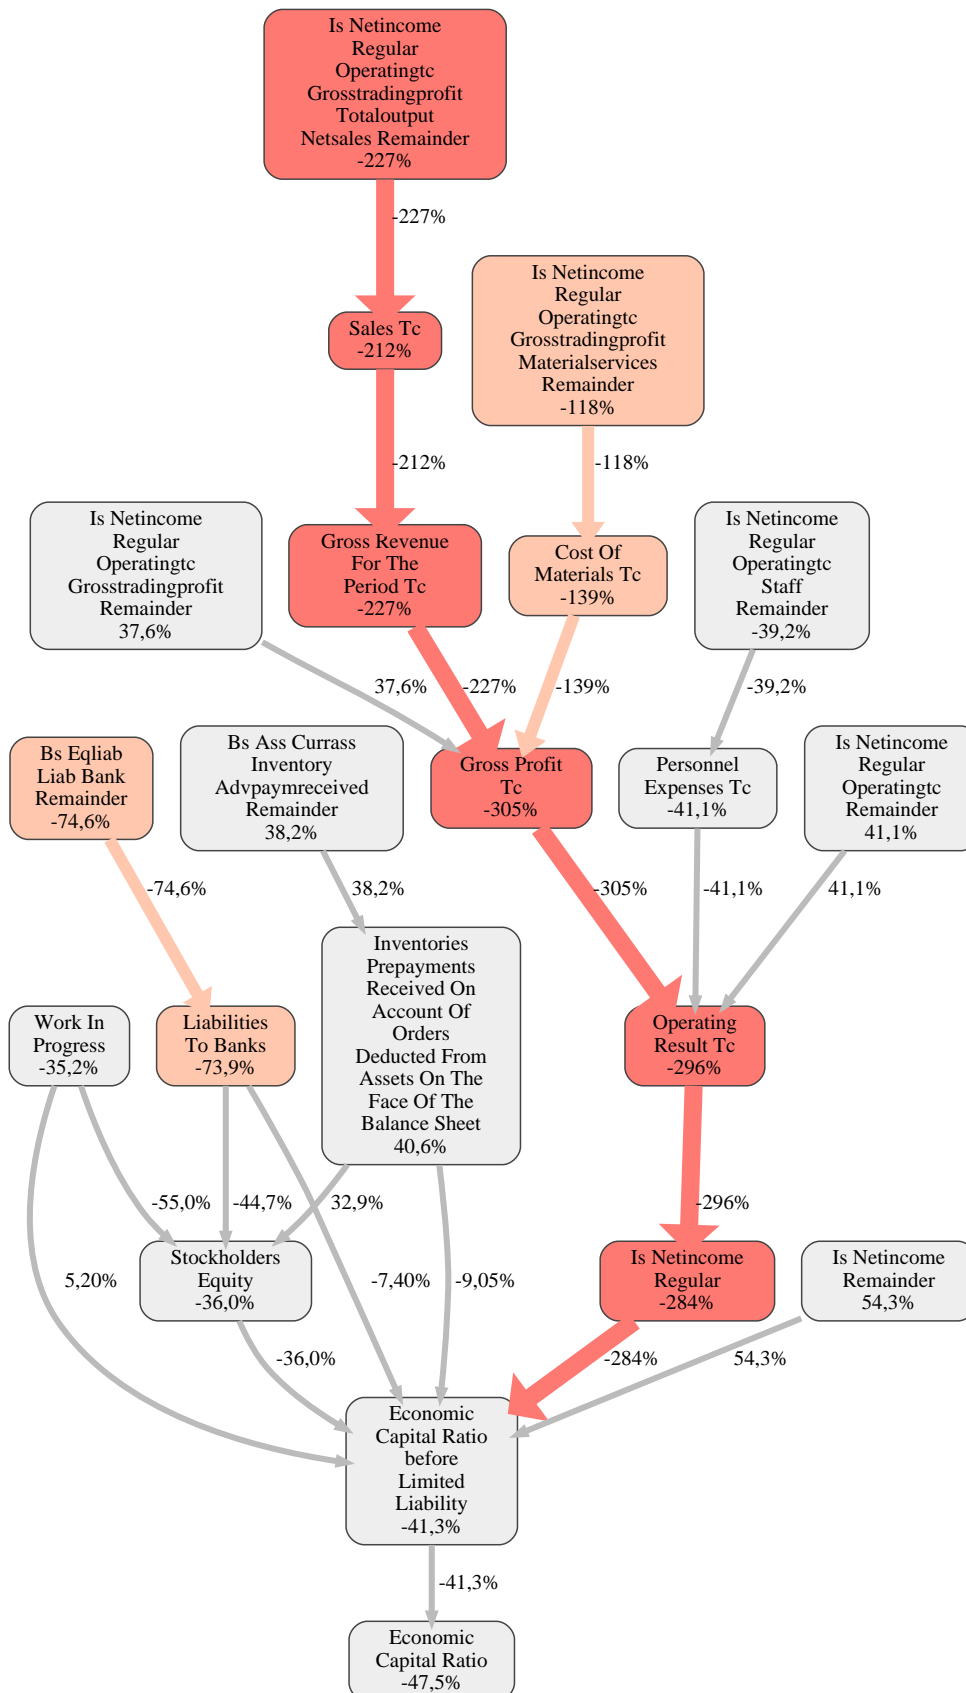 Is Netincome
Regular
Operatingtc
Grosstradingprofit
Totaloutput
Netsales Remainder
-227%
-227%
Is Netincome
Regular
Operatingtc
Grosstradingprofit
Materialservices
Remainder
-118%
Sales Tc
-212%
-212%
-118%
Is Netincome
Regular
Operatingtc
Grosstradingprofit
Remainder
37,6%
Gross Revenue
For The
Period Tc
-227%
Cost Of
Materials Tc
-139%
Is Netincome
Regular
Operatingtc
Staff
Remainder
-39,2%
37,6%
-227%
-139%
-39,2%
Bs Eqliab
Liab Bank
Remainder
-74,6%
Bs Ass Currass
Inventory
Advpaymreceived
Remainder
38,2%
Gross Profit
Tc
-305%
Personnel
Expenses Tc
-41,1%
Is Netincome
Regular
Operatingtc
Remainder
41,1%
-74,6%
38,2%
-305%
-41,1%
41,1%
Work In
Progress
-35,2%
Liabilities
To Banks
-73,9%
Inventories
Prepayments
Received On
Account Of
Orders
Deducted From
Assets On The
Face Of The
Balance Sheet
40,6%
Operating
Result Tc
-296%
-55,0%
-44,7%
32,9%
-296%
5,20%
Stockholders
Equity
-36,0%
-7,40%
-9,05%
Is Netincome
Regular
-284%
Is Netincome
Remainder
54,3%
-36,0%
-284%
54,3%
Economic
Capital Ratio
before
Limited
Liability
-41,3%
-41,3%
Economic
Capital Ratio
-47,5%